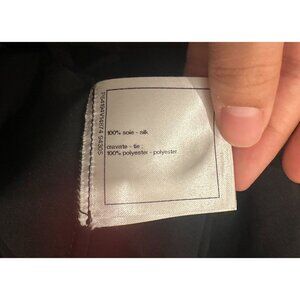 100% soie - silk
cravate - tie
100% polyester - polyester